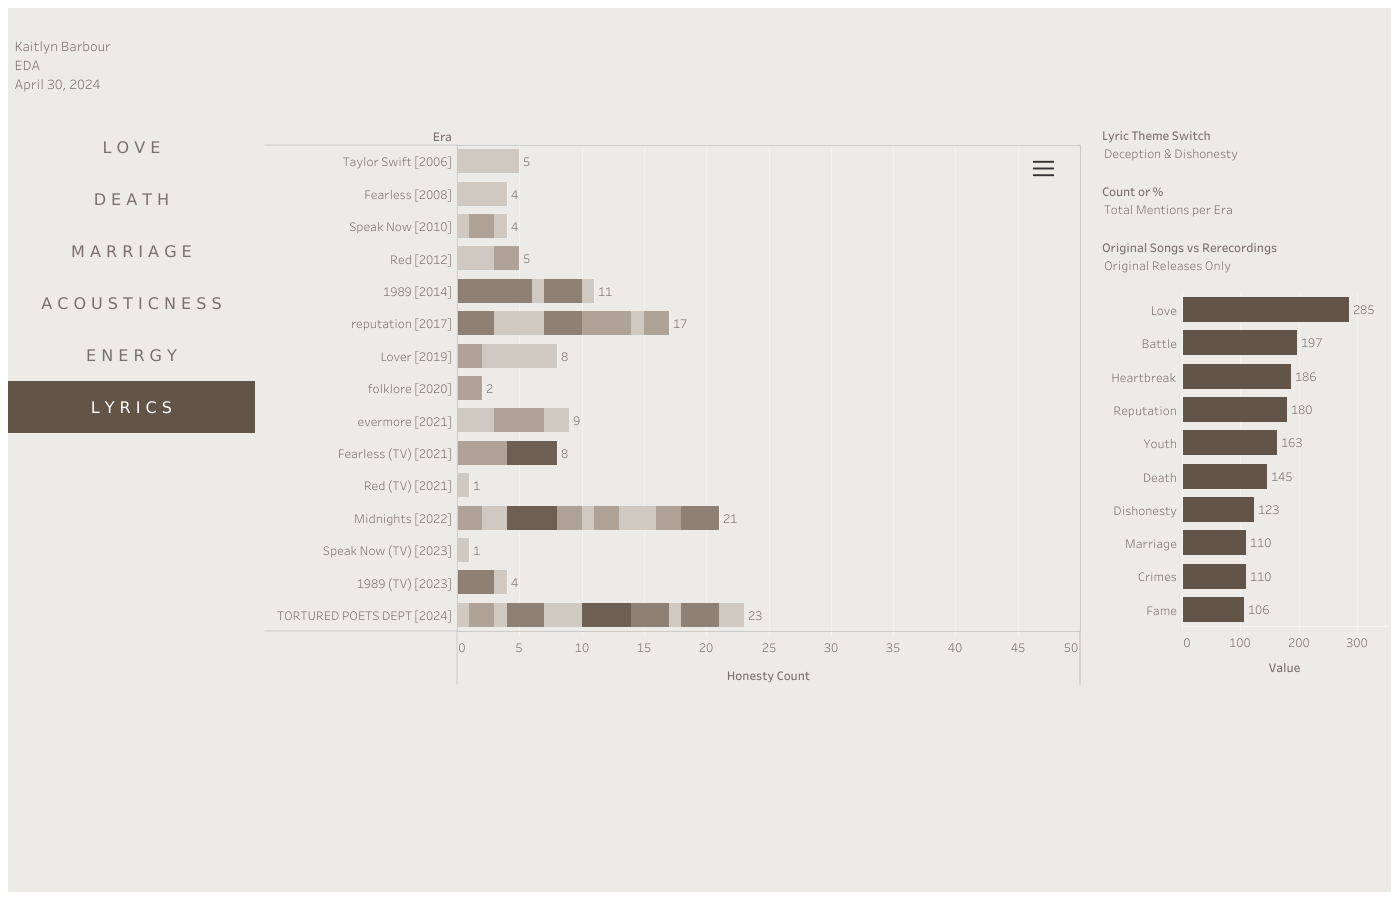 Kaitlyn Barbour
EDA
April 30, 2024
LOVE
DEATH
MARRIAGE
ACOUSTICNESS
ENERGY
LYRICS
Era
Taylor Swift [2006] 5
Fearless [2008] 4
Speak Now [2010] 4
Red [2012] 5
1989 [2014] 11
reputation [2017] 17
Lover [2019] 8
folklore [2020] 2
evermore [2021] 9
Fearless (TV) [2021] 8
Red (TV) [2021] 1
Midnights [2022] 21
Speak Now (TV) [2023] 1
1989 (TV) [2023] 4
TORTURED POETS DEPT [2024] 23
0 5 10 15 20 25 30 35 40 45 50
Honesty Count
Lyric Theme Switch
Deception & Dishonesty
Count or %
Total Mentions per Era
Original Songs vs Rerecordings
Original Releases Only
Love 285
Battle 197
Heartbreak 186
Reputation 180
Youth 163
Death 145
Dishonesty 123
Marriage 110
Crimes 110
Fame 106
0 100 200 300
Value